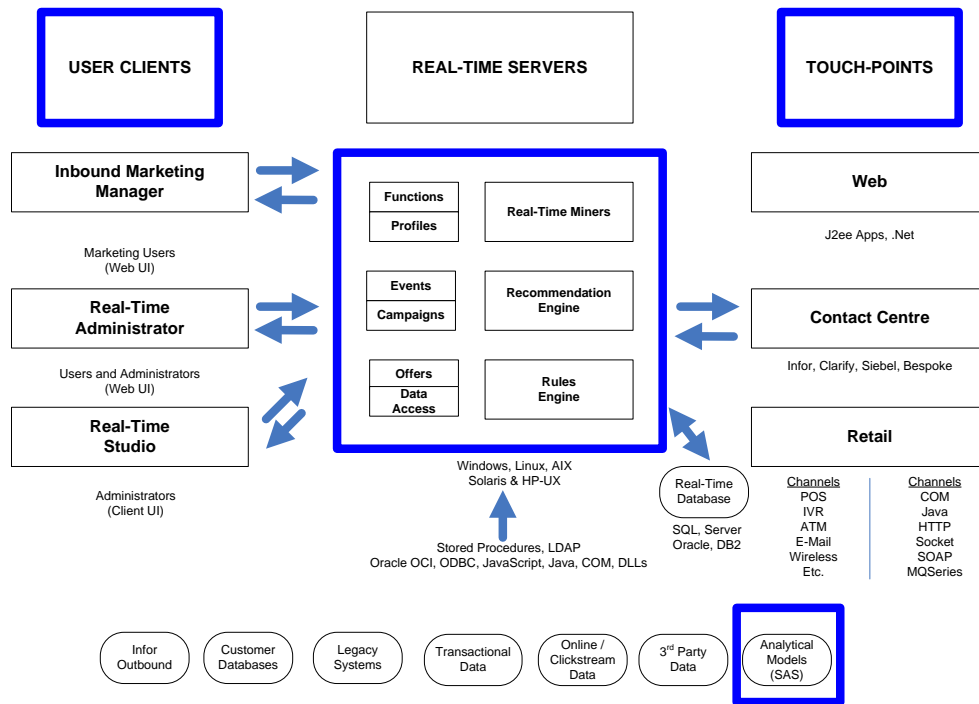 USER CLIENTS
REAL-TIME SERVERS
TOUCH-POINTS
Inbound Marketing
Manager
Marketing Users
(Web UI)
Real-Time
Administrator
Users and Administrators
(Web UI)
Real-Time
Studio
Administrators
(Client UI)
Functions
Profiles
Real-Time Miners
Events
Campaigns
Recommendation
Engine
Offers
Data
Access
Rules
Engine
Windows, Linux, AIX
Solaris & HP-UX
Stored Procedures, LDAP
Oracle OCI, ODBC, JavaScript, Java, COM, DLLs
Real-Time
Database
SQL, Server
Oracle, DB2
Web
J2ee Apps, .Net
Contact Centre
Infor, Clarify, Siebel, Bespoke
Retail
Channels
POS
IVR
ATM
E-Mail
Wireless
Etc.
Channels
COM
Java
HTTP
Socket
SOAP
MQSeries
Infor
Outbound
Customer
Databases
Legacy
Systems
Transactional
Data
Online /
Clickstream
Data
3rd Party
Data
Analytical
Models
(SAS)